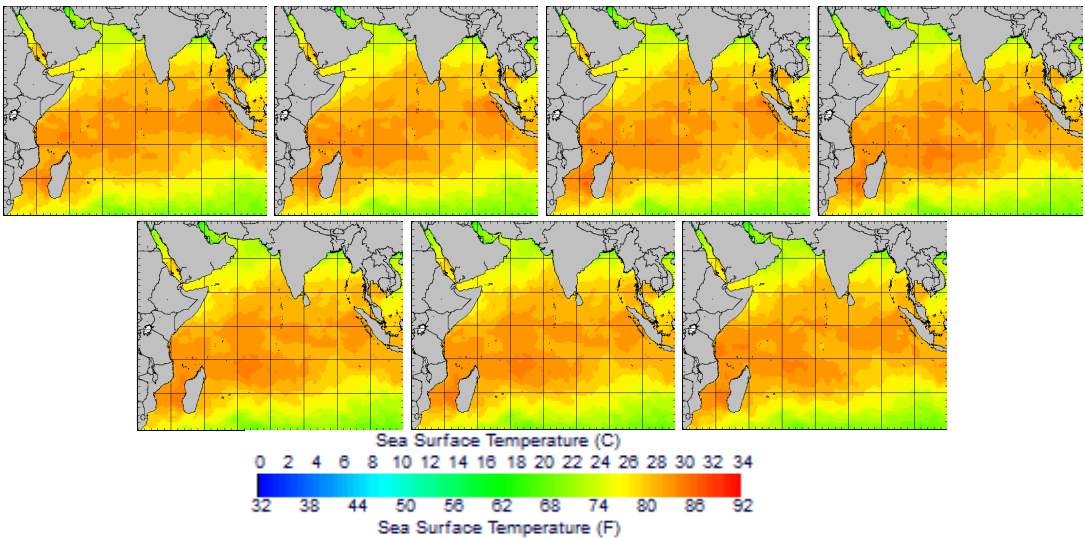 Sea Surface Temperature (C)
0 2 4 6 8 10 12 14 16 18 20 22 24 26 28 30 32 34
32 38 44 50 56 62 68 74 80 86 92
Sea Surface Temperature (F)